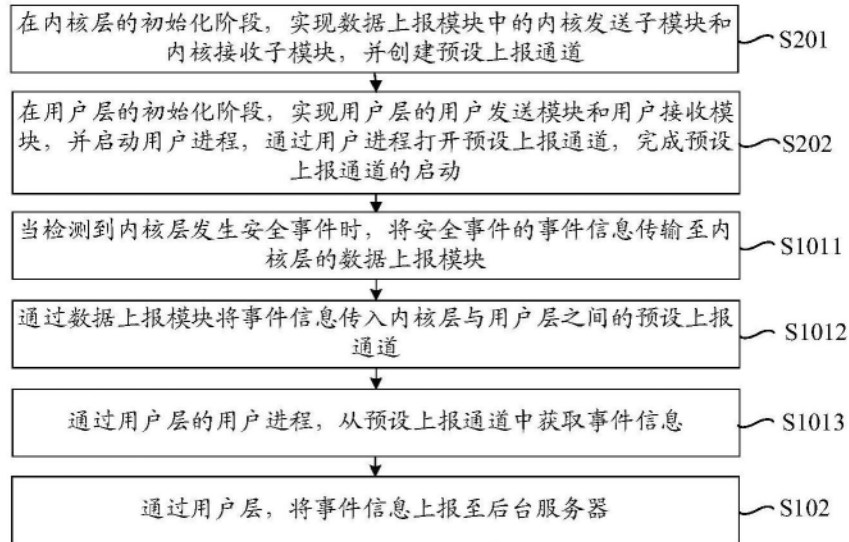 在内核层的初始化阶段，实现数据上报模块中的内核发送子模块和
内核接收子模块，并创建预设上报通道
S201
在用户层的初始化阶段，实现用户层的用户发送模块和用户接收模
块，并启动用户进程，通过用户进程打开预设上报通道，完成预设
上报通道的启动
S202
当检测到内核层发生安全事件时，将安全事件的事件信息传输至内
核层的数据上报模块
S1011
通过数据上报模块将事件信息传入内核层与用户层之间的预设上报
通道
S1012
通过用户层的用户进程，从预设上报通道中获取事件信息
S1013
通过用户层，将事件信息上报至后台服务器
S102